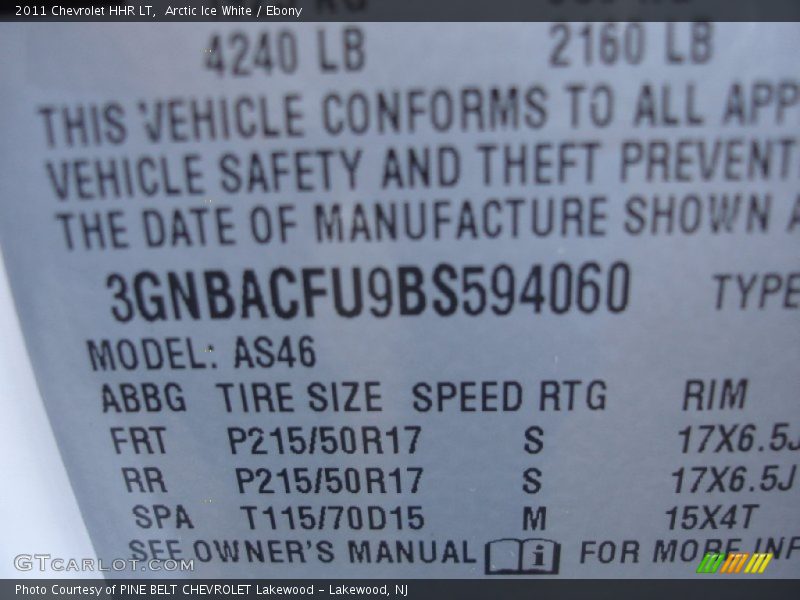 2011 Chevrolet HHR LT,  Arctic Ice White / Ebony
4240 LB 2160 LB
THIS VEHICLE CONFORMS TO ALL APP
VEHICLE SAFETY AND THEFT PREVENT
THE DATE OF MANUFACTURE SHOWN A
3GNBACFU9BS594060 TYPE
MODEL: AS46
ABBG TIRE SIZE SPEED RTG RIM
FRT P215/50R17 S 17X6.5J
RR P215/50R17 S 17X6.5J
SPA T115/70D15 M 15X4T
SEE OWNER'S MANUAL i FOR MORE INF
GTcarlot.com
Photo Courtesy of PINE BELT CHEVROLET Lakewood - Lakewood, NJ